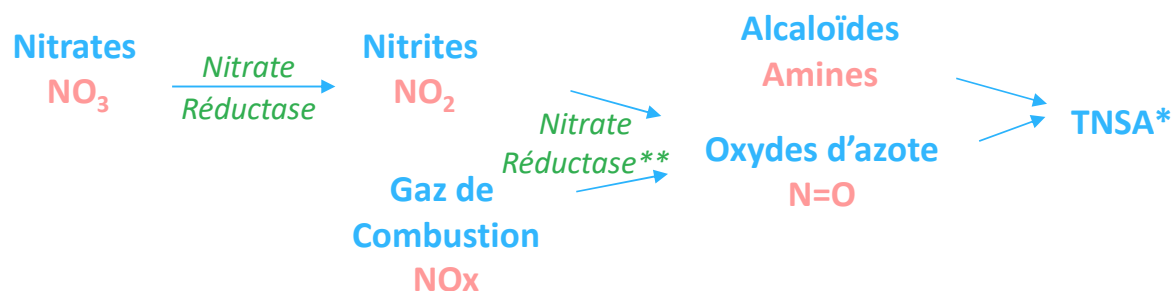 Nitrates
NO3
Nitrate
Réductase
Nitrites
NO2
Gaz de
Combustion
NOx
Nitrate
Réductase**
Alcaloïdes
Amines
Oxydes d'azote
N=O
TNSA*